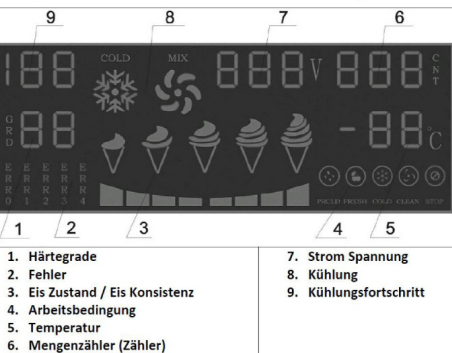 9 8 7 6
188 COLD MIX 888 V 888 CNT
GRD 88 -88 °C
ERR0 ERR1 ERR2 ERR3 ERR4
FRESH COLD CLEAN STOP
1 2 3 4 5
1. Härtegrade
2. Fehler
3. Eis Zustand / Eis Konsistenz
4. Arbeitsbedingung
5. Temperatur
6. Mengenzähler (Zähler)
7. Strom Spannung
8. Kühlung
9. Kühlungsfortschritt